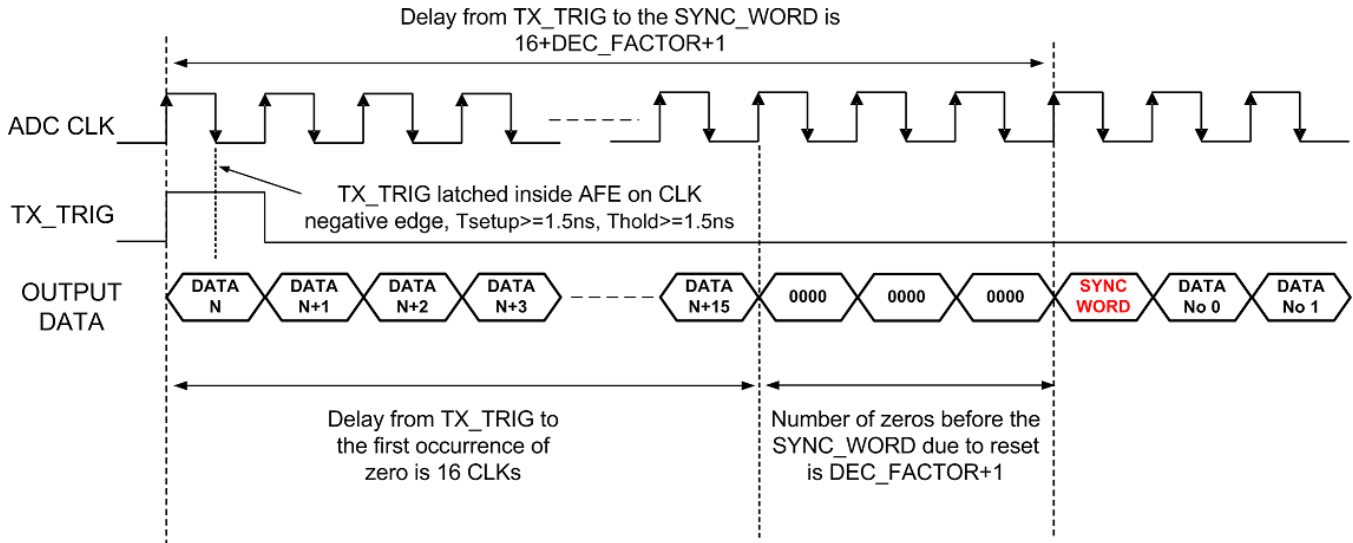 Delay from TX_TRIG to the SYNC_WORD is
16+DEC_FACTOR+1
ADC CLK
TX_TRIG latched inside AFE on CLK
negative edge, Tsetup>=1.5ns, Thold>=1.5ns
TX_TRIG
OUTPUT
DATA
DATA
N
DATA
N+1
DATA
N+2
DATA
N+3
DATA
N+15
0000
0000
0000
SYNC
WORD
DATA
No 0
DATA
No 1
Delay from TX_TRIG to
the first occurrence of
zero is 16 CLKs
Number of zeros before the
SYNC_WORD due to reset
is DEC_FACTOR+1